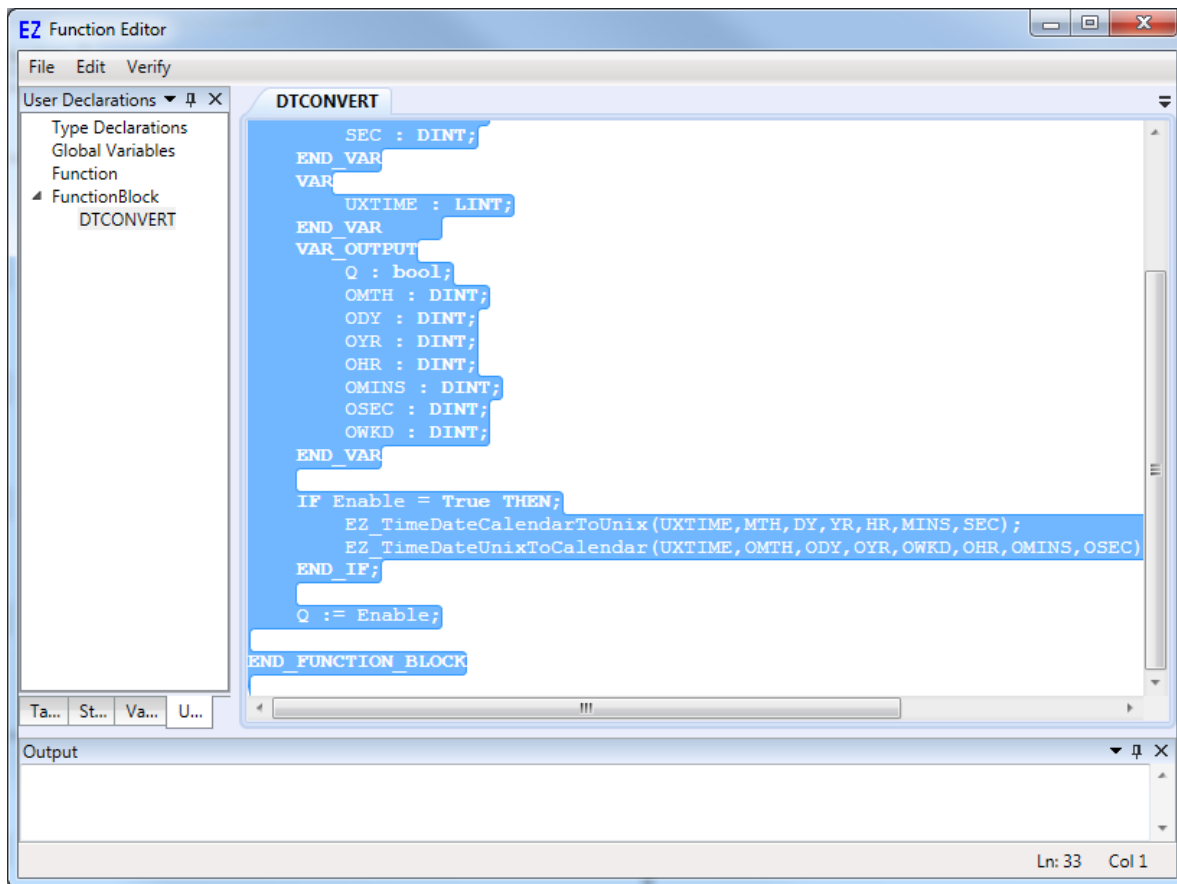 EZ Function Editor
File Edit Verify
User Declarations
Type Declarations
Global Variables
Function
FunctionBlock
DTCONVERT
Ta... St... Va... U...
DTCONVERT
SEC : DINT;
END_VAR
VAR
UXTIME : LINT;
END_VAR
VAR_OUTPUT
Q : bool;
OMTH : DINT;
ODY : DINT;
OYR : DINT;
OHR : DINT;
OMINS : DINT;
OSEC : DINT;
OWKD : DINT;
END_VAR
IF Enable = True THEN;
EZ_TimeDateCalendarToUnix(UXTIME,MTH,DY,YR,HR,MINS,SEC);
EZ_TimeDateUnixToCalendar(UXTIME,OMTH,ODY,OYR,OWKD,OHR,OMINS,OSEC)
END_IF;
Q := Enable;
END_FUNCTION_BLOCK
Output
Ln: 33 Col 1